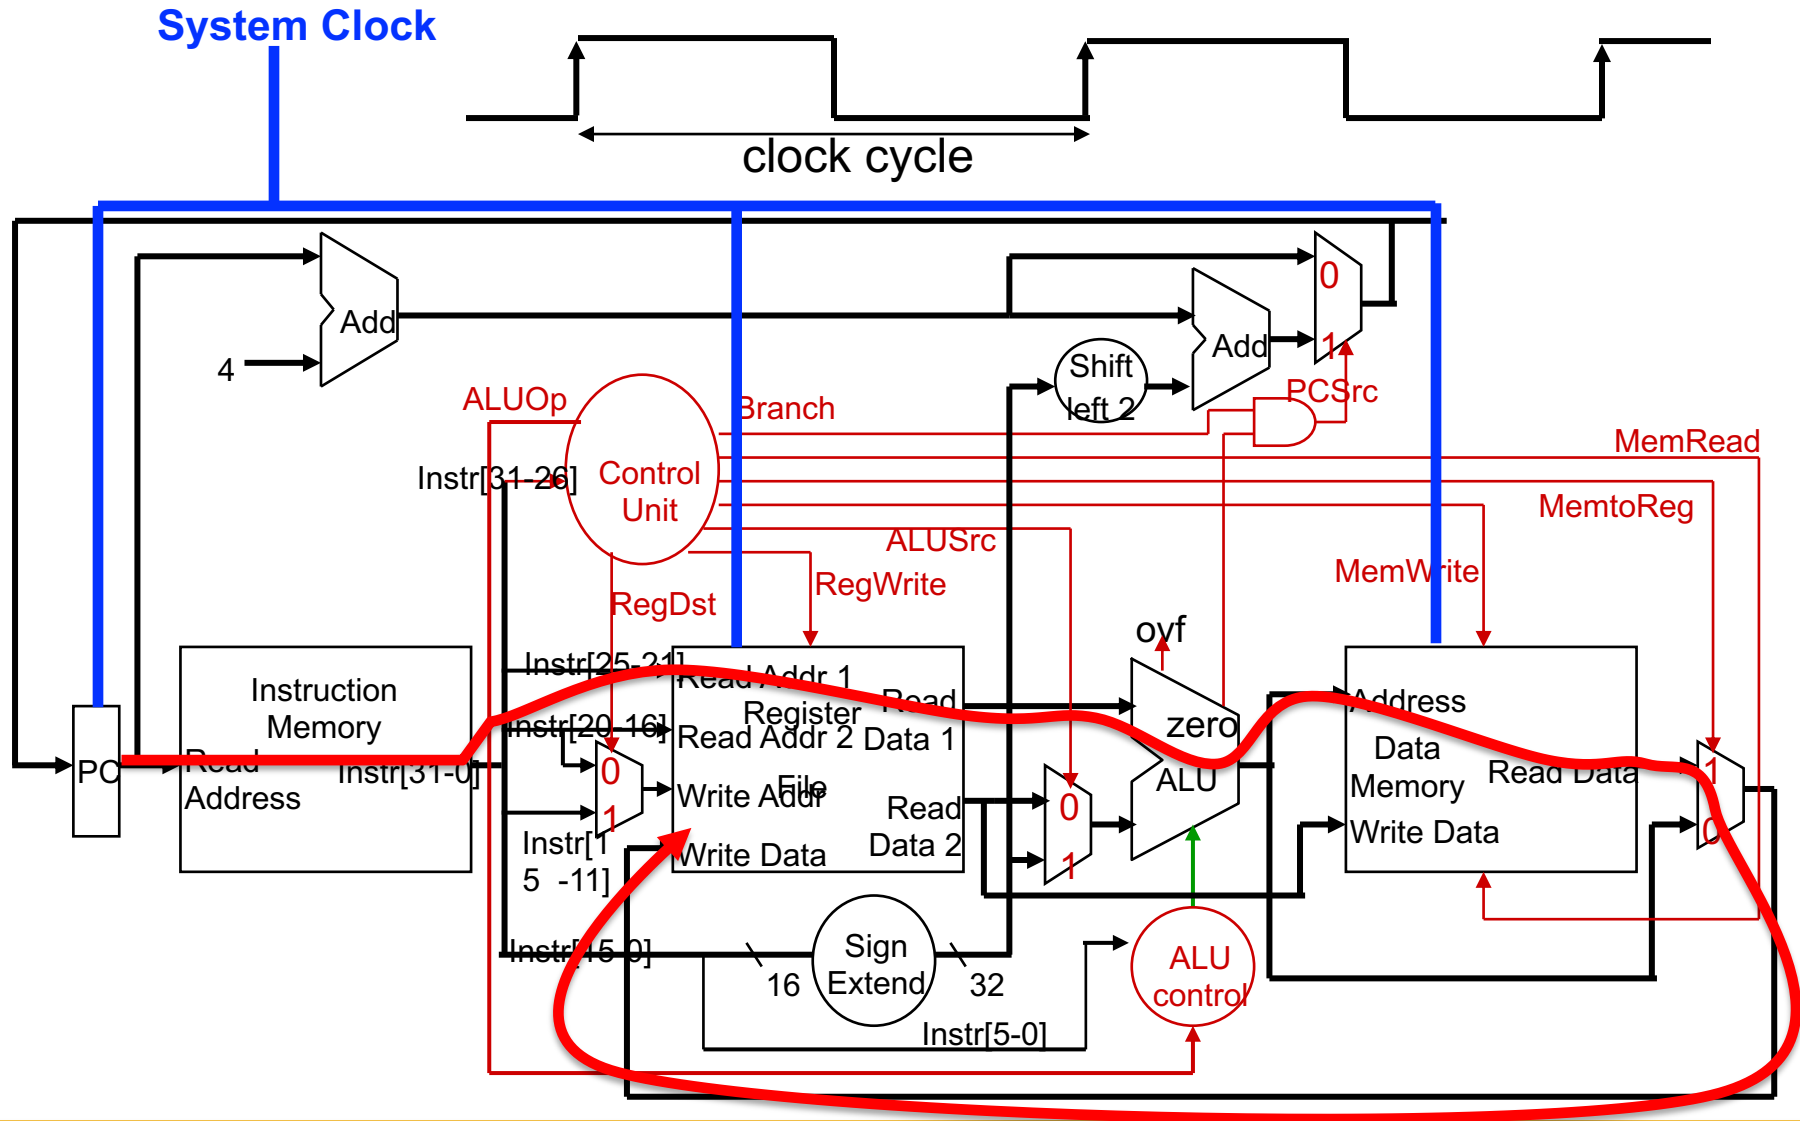 System Clock
clock cycle
Add
4
0
1
Add
Shift
left 2
PCSrc
ALUOp
Branch
MemRead
Instr[31-26]
Control
Unit
MemtoReg
ALUSrc
MemWrite
RegWrite
RegDst
ovf
Instruction
Memory
Read
Address
Instr[31-0]
PC
Instr[25-21]
Instr[20-16]
0
1
Instr[1
5 -11]
Read Addr 1
Register
Read Addr 2
File
Write Addr
Write Data
Read
Data 1
Read
Data 2
0
1
zero
ALU
Address
Data
Memory
Read Data
Write Data
1
0
Instr[15-0]
16
Sign
Extend
32
ALU
control
Instr[5-0]